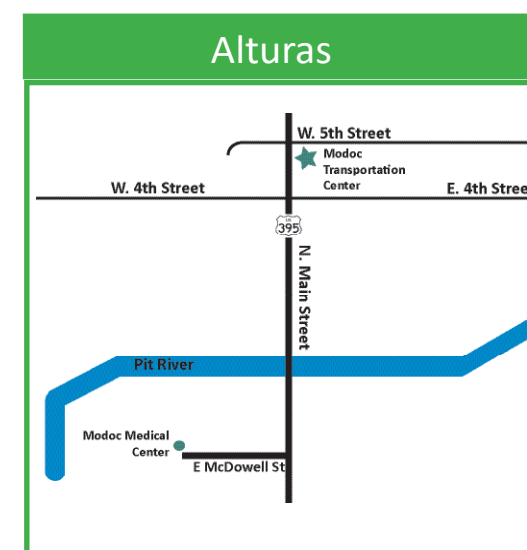 Alturas
W. 5th Street
Modoc
Transportation
Center
W. 4th Street
E. 4th Stree
US
395
N. Main Street
Pit River
Modoc Medical
Center
E McDowell St